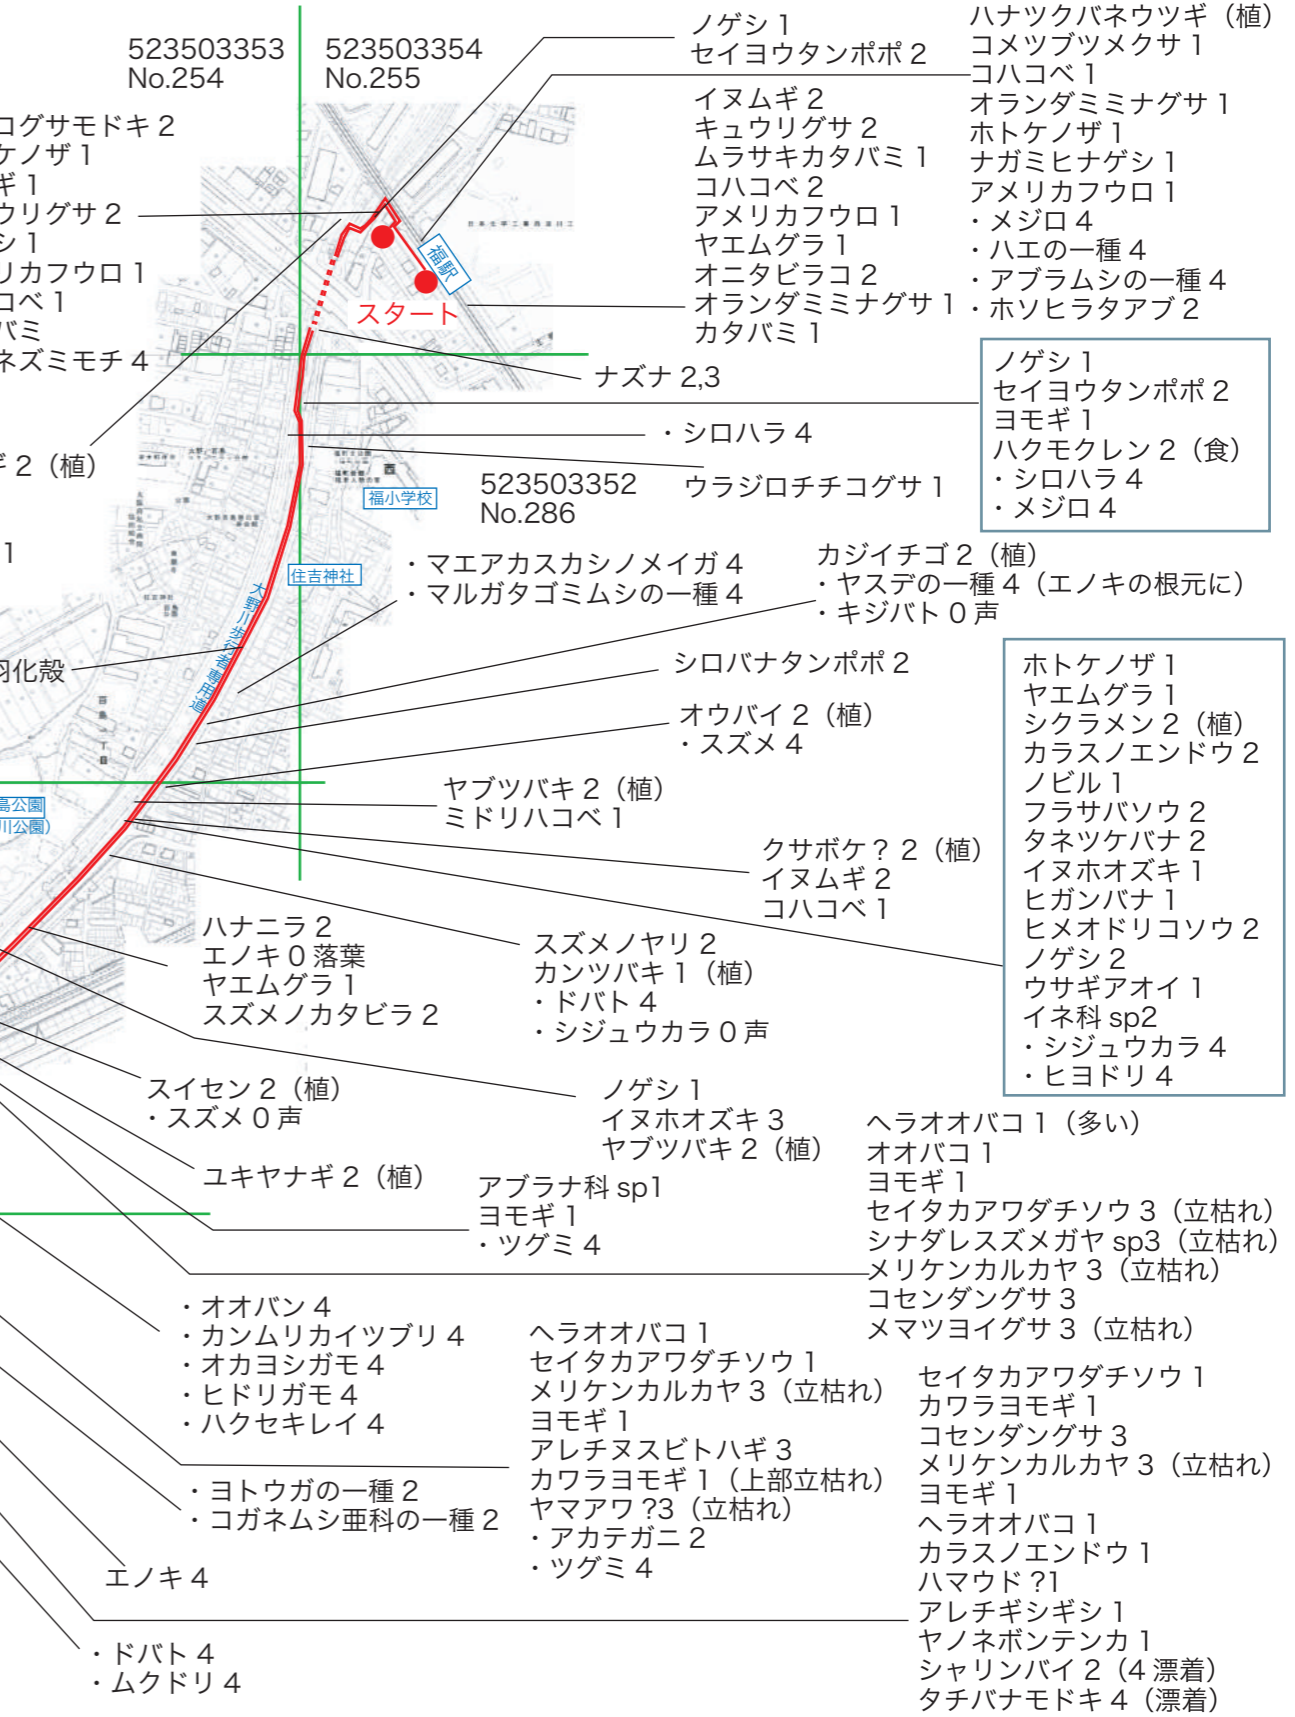 523503353
No.254
523503354
No.255
ノゲシ 1
セイヨウタンポポ 2
ハナツクバネウツギ（植）
コメツブツメクサ 1
コハコベ 1
オランダミミナグサ 1
ホトケノザ 1
ナガミヒナゲシ 1
アメリカフウロ 1
・メジロ 4
・ハエの一種 4
・アブラムシの一種 4
・ホソヒラタアブ 2
イヌムギ 2
キュウリグサ 2
ムラサキカタバミ 1
コハコベ 2
アメリカフウロ 1
ヤエムグラ 1
オニタビラコ 2
オランダミミナグサ 1
カタバミ 1
コグサモドキ 2
ケノザ 1
ギ 1
ウリグサ 2
シ 1
リカフウロ 1
コベ 1
バミ
ネズミモチ 4
福駅
スタート
ナズナ 2,3
ノゲシ 1
セイヨウタンポポ 2
ヨモギ 1
ハクモクレン 2（食）
・シロハラ 4
・メジロ 4
・シロハラ 4
ギ 2（植）
西
福小学校
523503352
No.286
ウラジロチチコグサ 1
1
住吉神社
大野川歩行者専用道
・マエアカスカシノメイガ 4
・マルガタゴミムシの一種 4
カジイチゴ 2（植）
・ヤスデの一種 4（エノキの根元に）
・キジバト 0 声
羽化殻
シロバナタンポポ 2
オウバイ 2（植）
・スズメ 4
ホトケノザ 1
ヤエムグラ 1
シクラメン 2（植）
カラスノエンドウ 2
ノビル 1
フラサバソウ 2
タネツケバナ 2
イヌホオズキ 1
ヒガンバナ 1
ヒメオドリコソウ 2
ノゲシ 2
ウサギアオイ 1
イネ科 sp2
・シジュウカラ 4
・ヒヨドリ 4
島公園
川公園）
ヤブツバキ 2（植）
ミドリハコベ 1
クサボケ？ 2（植）
イヌムギ 2
コハコベ 1
ハナニラ 2
エノキ 0 落葉
ヤエムグラ 1
スズメノカタビラ 2
スズメノヤリ 2
カンツバキ 1（植）
・ドバト 4
・シジュウカラ 0 声
スイセン 2（植）
・スズメ 0 声
ノゲシ 1
イヌホオズキ 3
ヤブツバキ 2（植）
ユキヤナギ 2（植）
アブラナ科 sp1
ヨモギ 1
・ツグミ 4
ヘラオオバコ 1（多い）
オオバコ 1
ヨモギ 1
セイタカアワダチソウ 3（立枯れ）
シナダレスズメガヤ sp3（立枯れ）
メリケンカルカヤ 3（立枯れ）
コセンダングサ 3
メマツヨイグサ 3（立枯れ）
・オオバン 4
・カンムリカイツブリ 4
・オカヨシガモ 4
・ヒドリガモ 4
・ハクセキレイ 4
ヘラオオバコ 1
セイタカアワダチソウ 1
メリケンカルカヤ 3（立枯れ）
ヨモギ 1
アレチヌスビトハギ 3
カワラヨモギ 1（上部立枯れ）
ヤマアワ ?3（立枯れ）
・アカテガニ 2
・ツグミ 4
・ヨトウガの一種 2
・コガネムシ亜科の一種 2
セイタカアワダチソウ 1
カワラヨモギ 1
コセンダングサ 3
メリケンカルカヤ 3（立枯れ）
ヨモギ 1
ヘラオオバコ 1
カラスノエンドウ 1
ハマウド ?1
アレチギシギシ 1
ヤノネボンテンカ 1
シャリンバイ 2（4 漂着）
タチバナモドキ 4（漂着）
エノキ 4
・ドバト 4
・ムクドリ 4